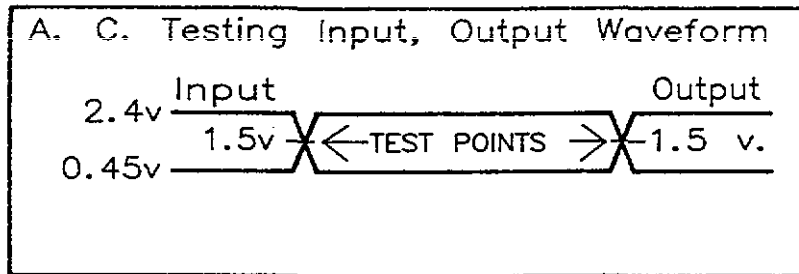 A. C. Testing Input, Output Waveform
Input Output
2.4v
1.5v TEST POINTS 1.5 v.
0.45v